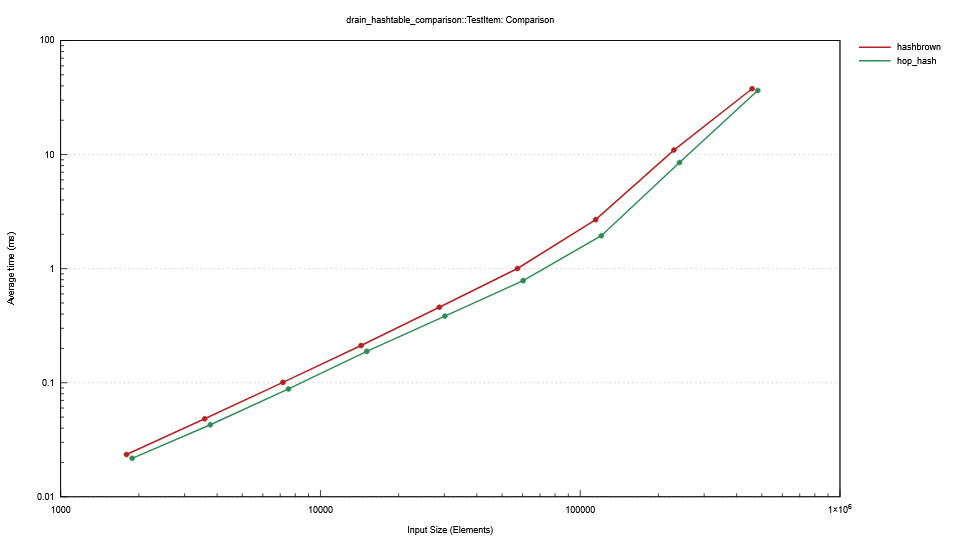 drain_hashtable_comparison::TestItem: Comparison
hashbrown
hop_hash
100
10
1
0.1
0.01
Average time (ms)
1000
10000
100000
1×10⁶
Input Size (Elements)